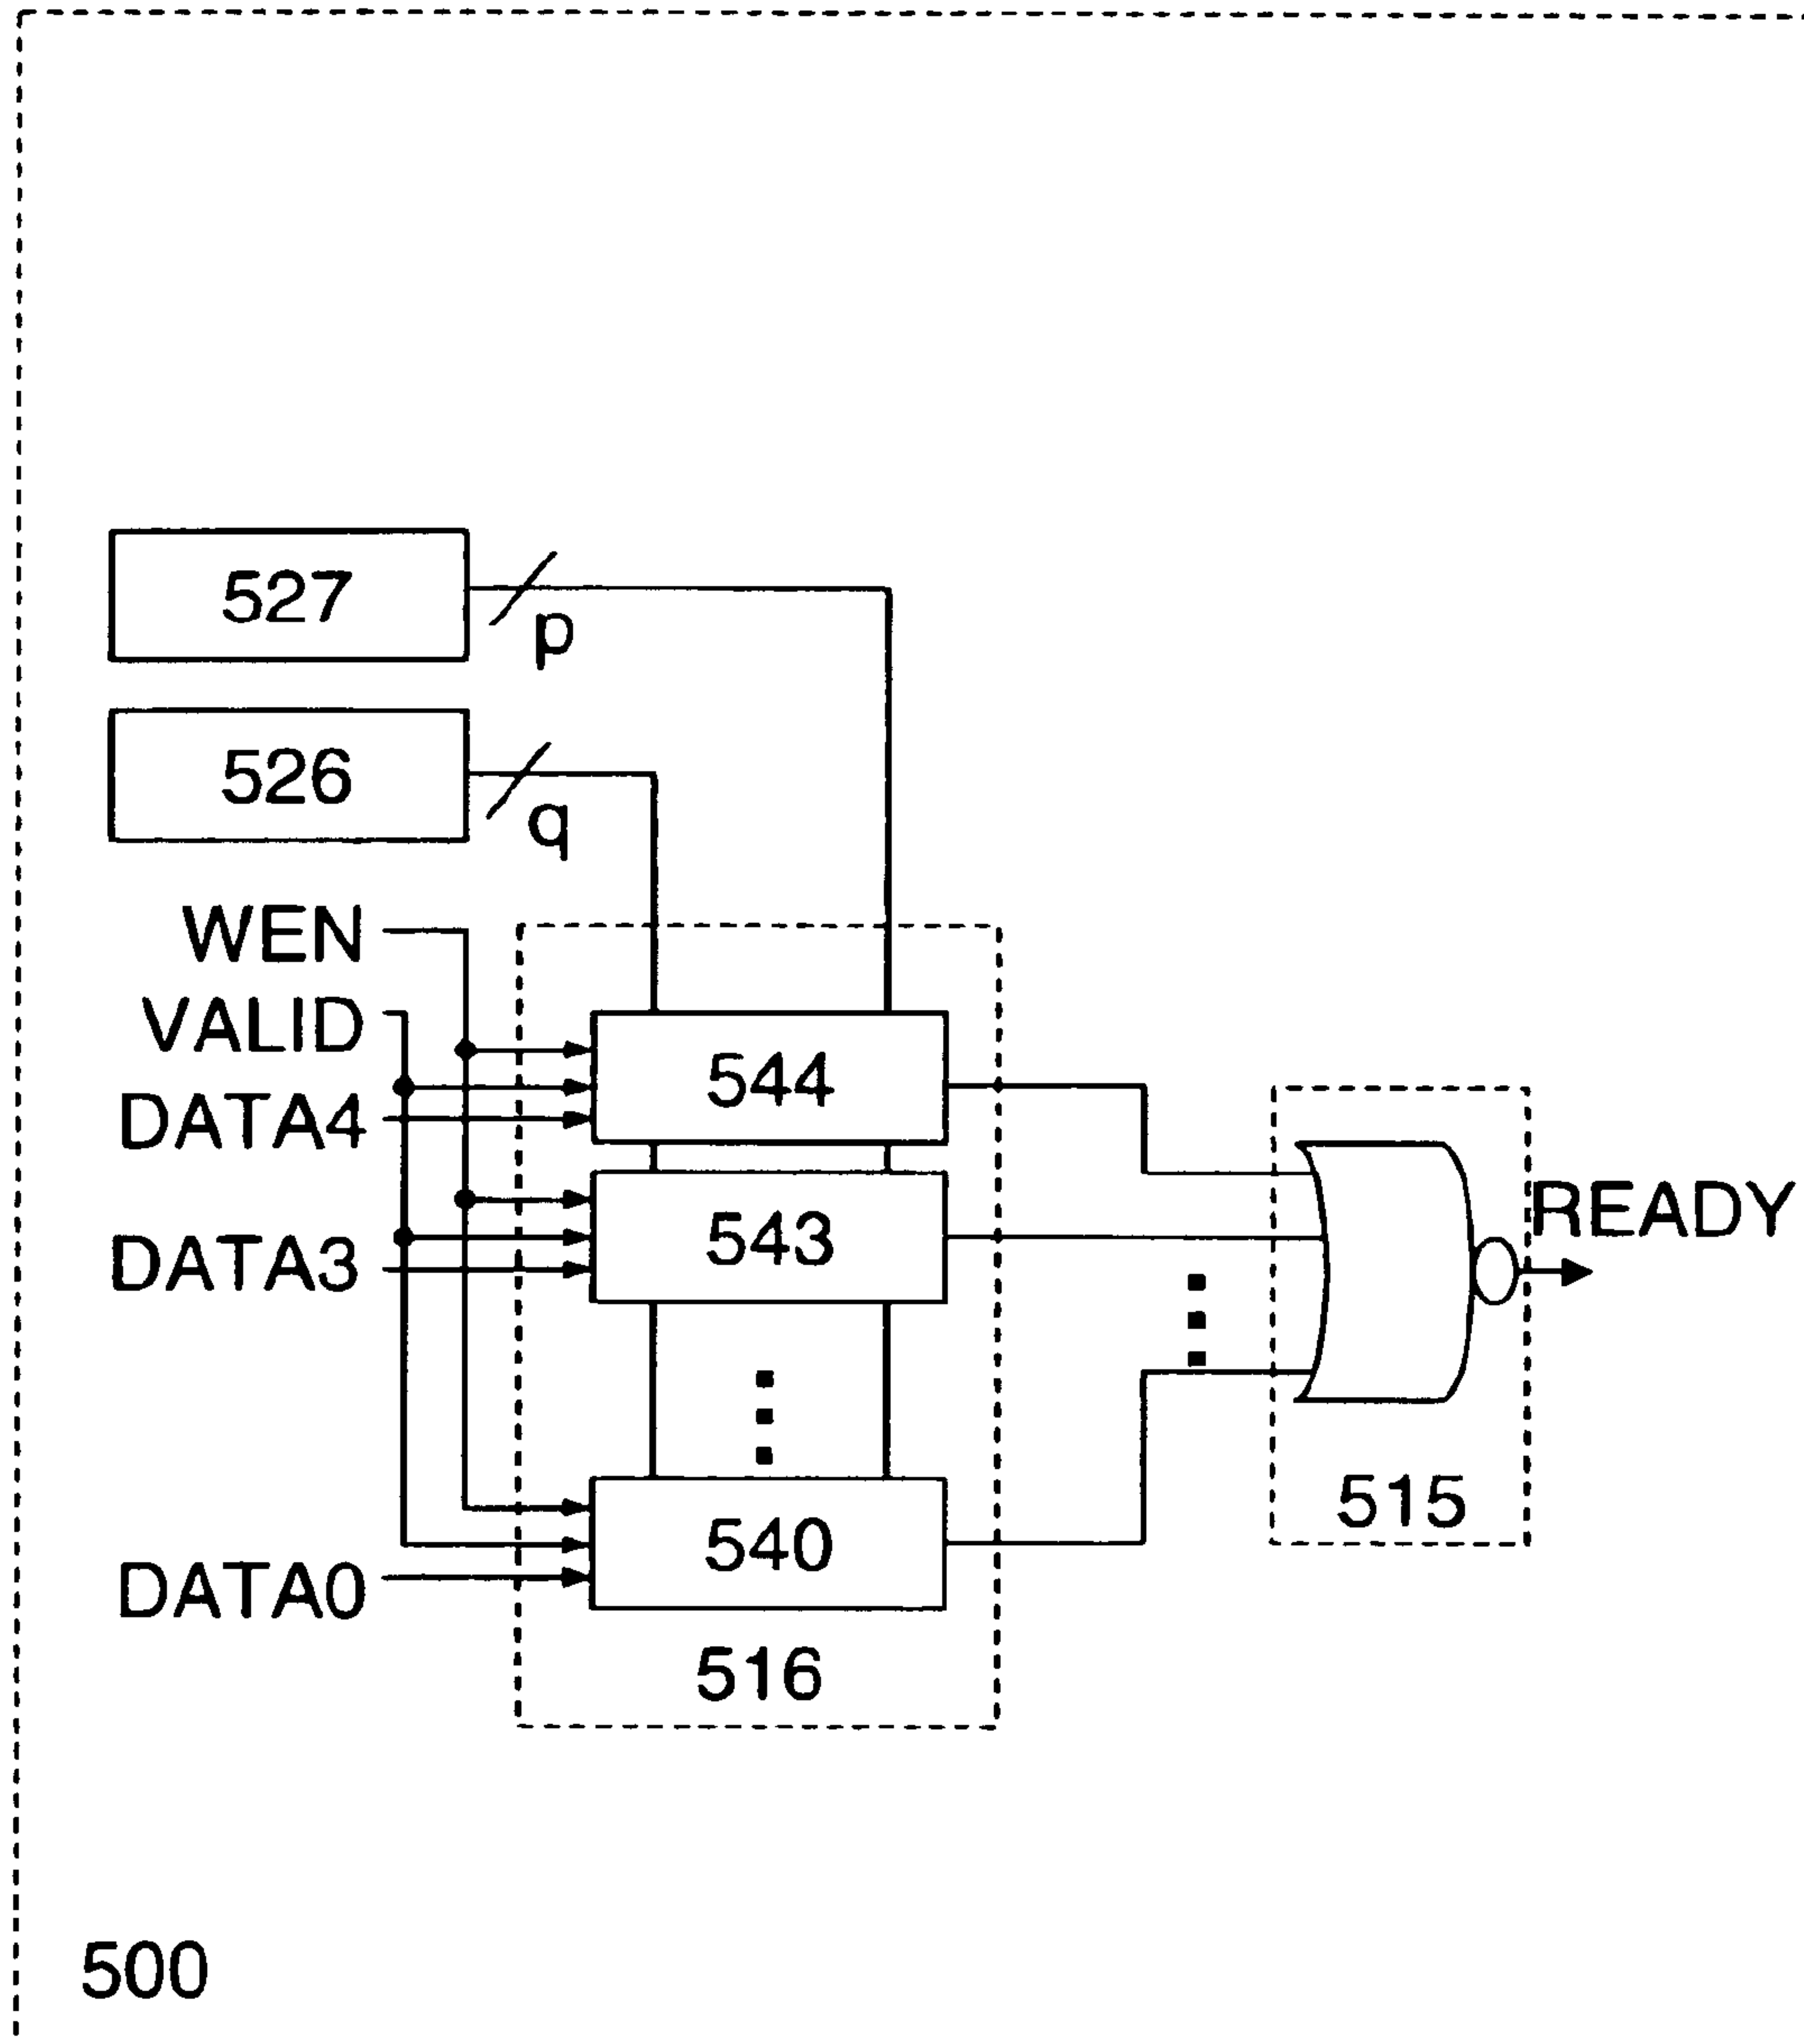 527
p
526
q
WEN
VALID
544
DATA4
READY
543
DATA3
515
540
DATA0
516
500